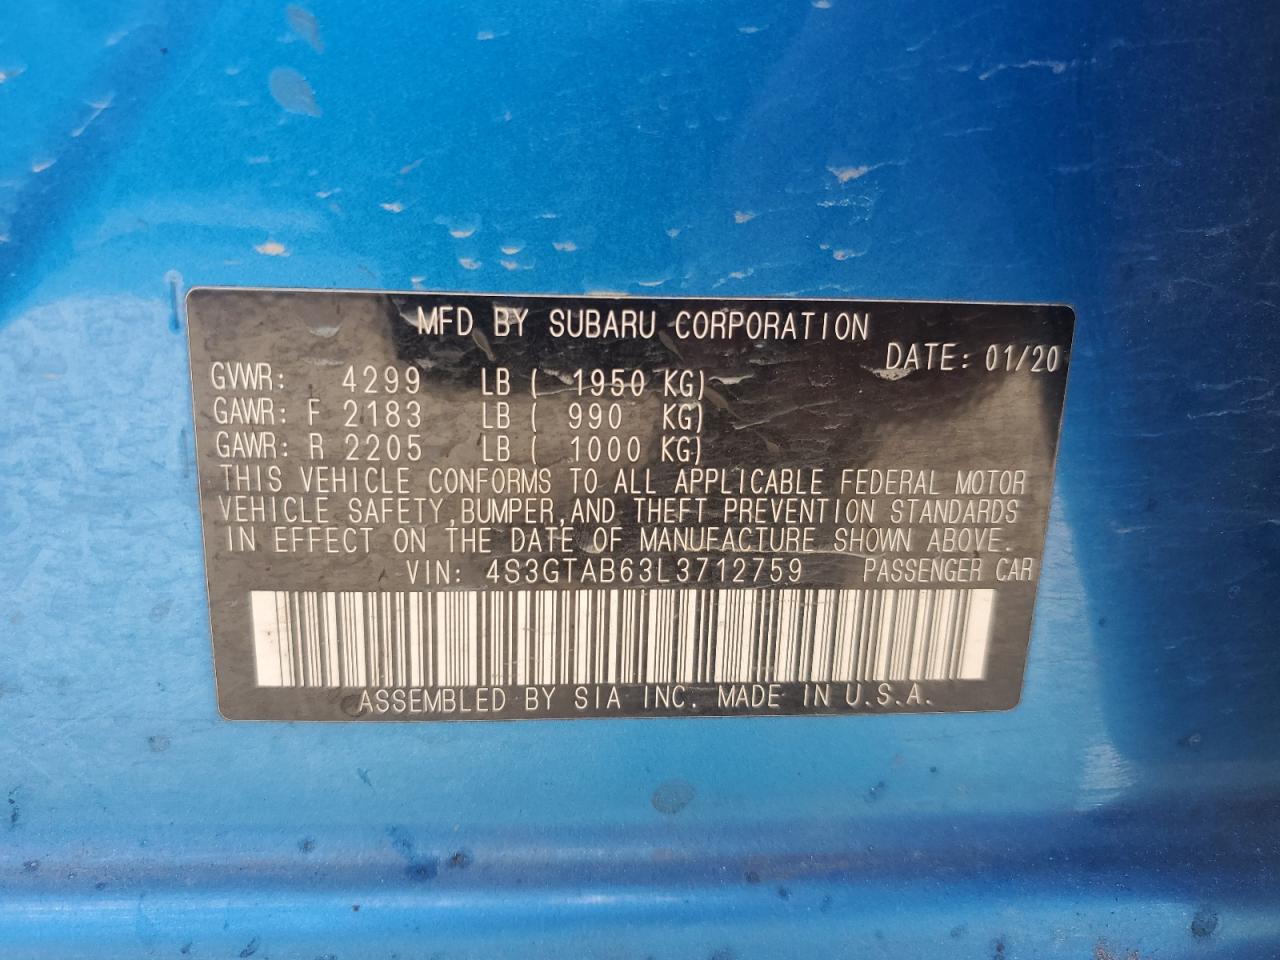 MFD BY SUBARU CORPORATION
DATE: 01/20
GVWR: 4299 LB ( 1950 KG)
GAWR: F 2183 LB ( 990 KG)
GAWR: R 2205 LB ( 1000 KG)
THIS VEHICLE CONFORMS TO ALL APPLICABLE FEDERAL MOTOR
VEHICLE SAFETY,BUMPER,AND THEFT PREVENTION STANDARDS
IN EFFECT ON THE DATE OF MANUFACTURE SHOWN ABOVE.
VIN: 4S3GTAB63L3712759 PASSENGER CAR
ASSEMBLED BY SIA INC. MADE IN U.S.A.